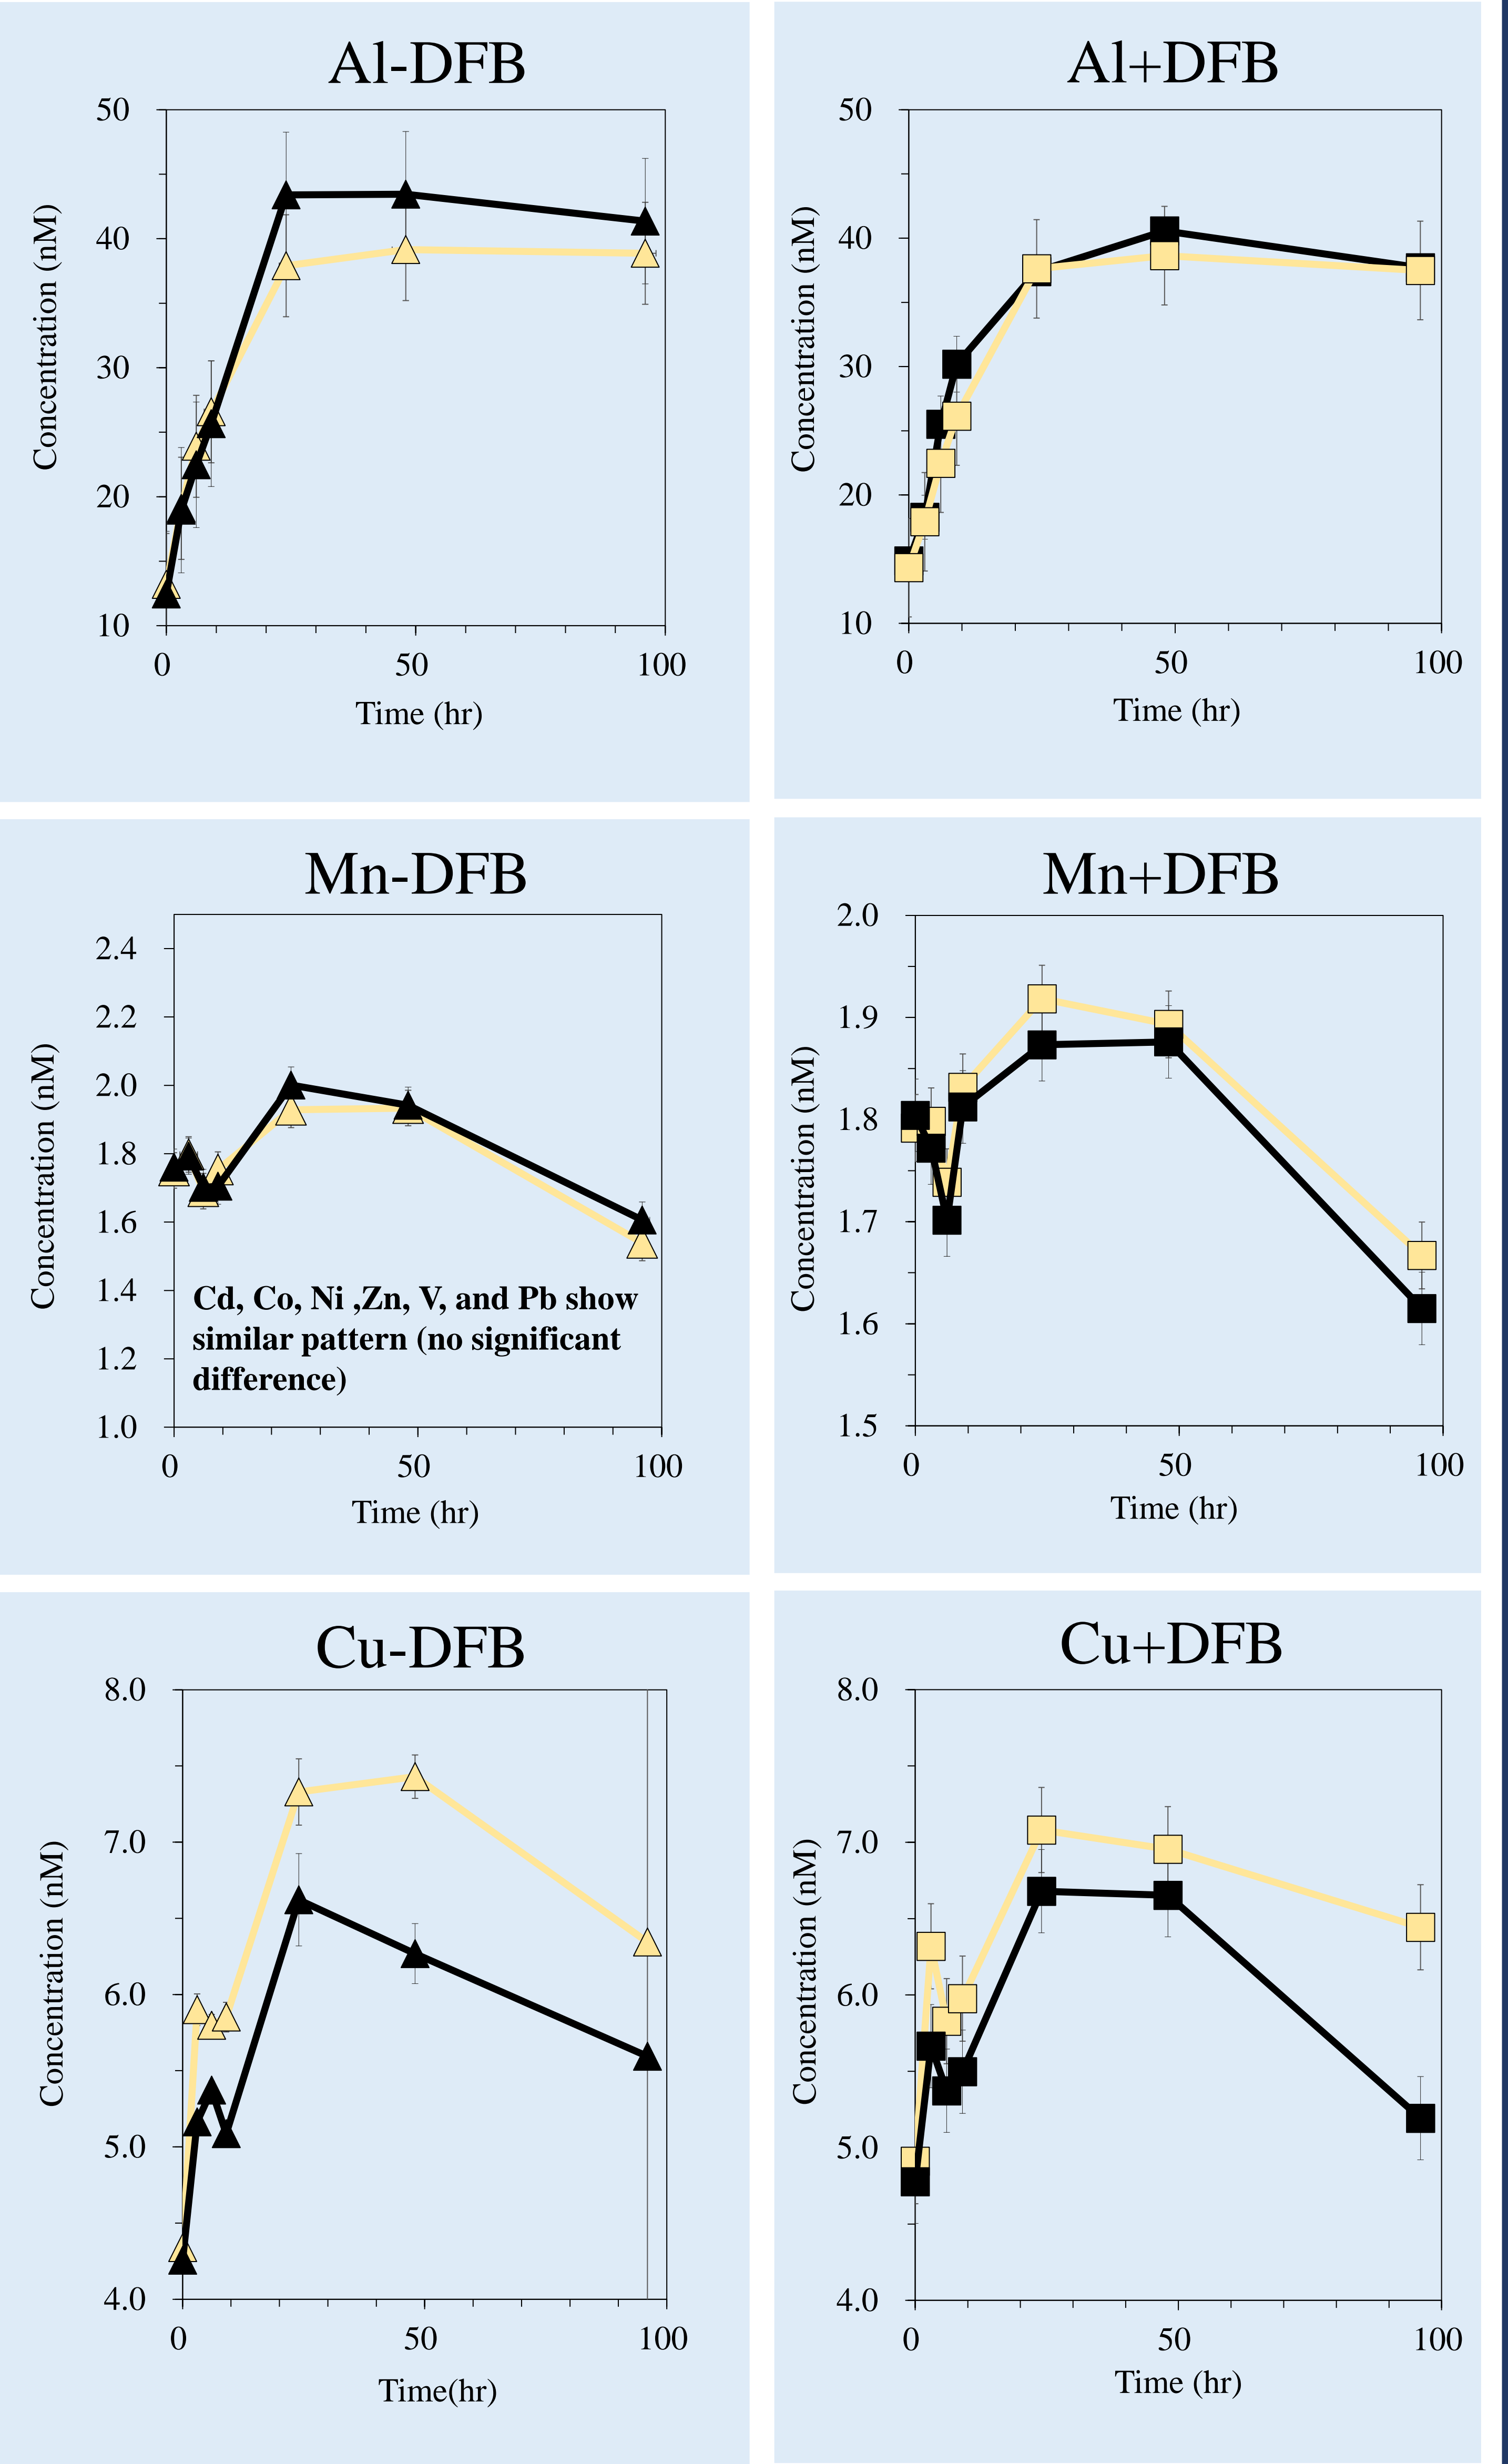 Al-DFB
50
40
30
20
10
Concentration (nM)
0
50
100
Time (hr)
Al+DFB
50
40
30
20
10
Concentration (nM)
0
50
100
Time (hr)
Mn-DFB
2.4
2.2
2.0
1.8
1.6
1.4
1.2
1.0
Concentration (nM)
Cd, Co, Ni ,Zn, V, and Pb show
similar pattern (no significant
difference)
0
50
100
Time (hr)
Mn+DFB
2.0
1.9
1.8
1.7
1.6
1.5
Concentration (nM)
0
50
100
Time (hr)
Cu-DFB
8.0
7.0
6.0
5.0
4.0
Concentration (nM)
0
50
100
Time(hr)
Cu+DFB
8.0
7.0
6.0
5.0
4.0
Concentration (nM)
0
50
100
Time (hr)